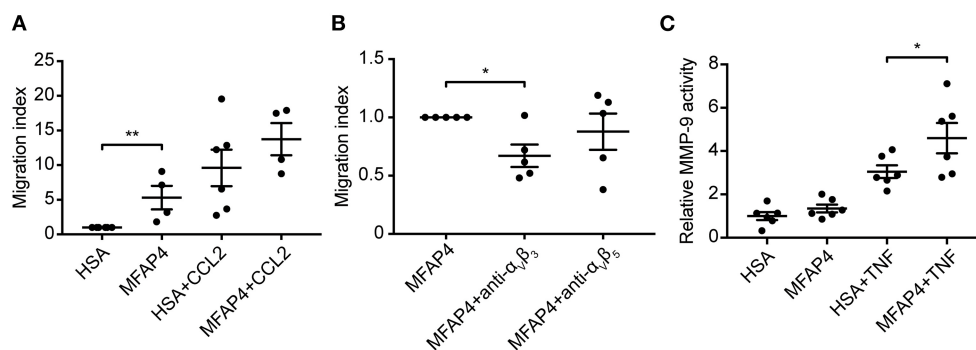 A
Migration index
25
20
15
10
5
0
**
HSA
MFAP4
HSA+CCL2
MFAP4+CCL2
B
Migration index
1.5
1.0
0.5
0.0
*
MFAP4
MFAP4+anti-αvβ3
MFAP4+anti-αvβ5
C
Relative MMP-9 activity
8
6
4
2
0
*
HSA
MFAP4
HSA+TNF
MFAP4+TNF